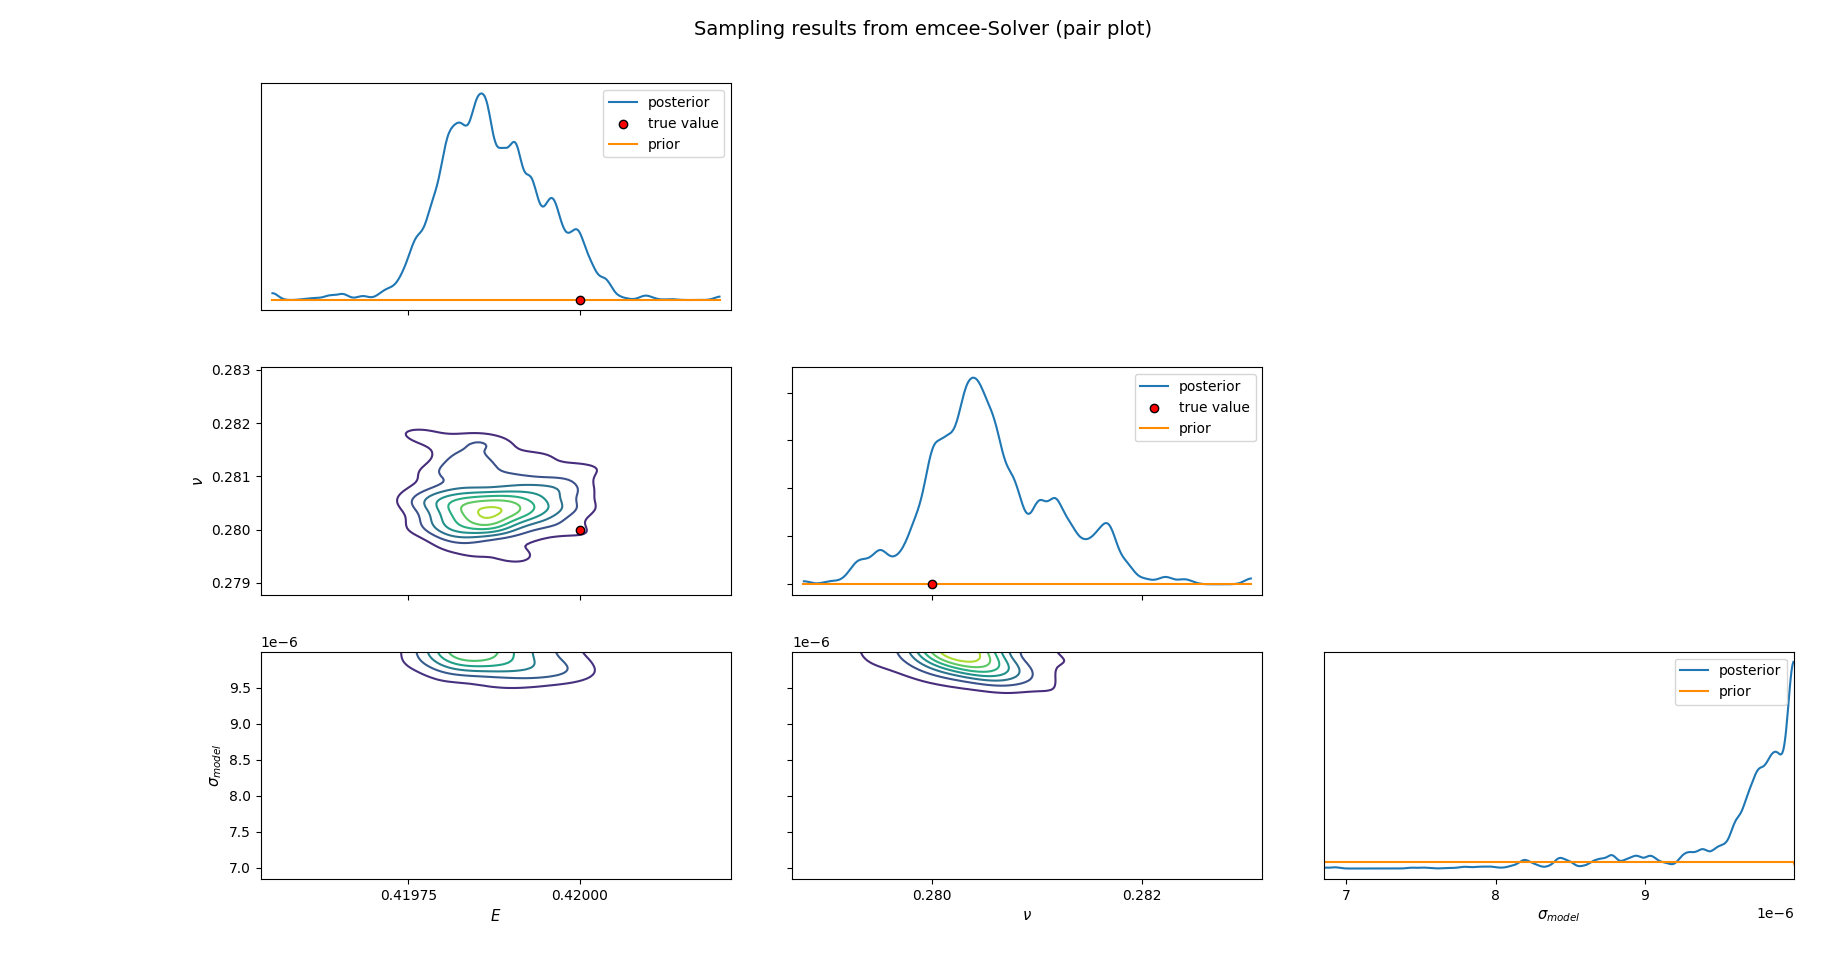 Sampling results from emcee-Solver (pair plot)
posterior
true value
prior
0.283
0.282
0.281
0.280
0.279
ν
posterior
true value
prior
1e−6
9.5
9.0
8.5
8.0
7.5
7.0
σmodel
0.41975 0.42000
E
1e−6
0.280 0.282
ν
posterior
prior
7 8 9
1e−6
σmodel